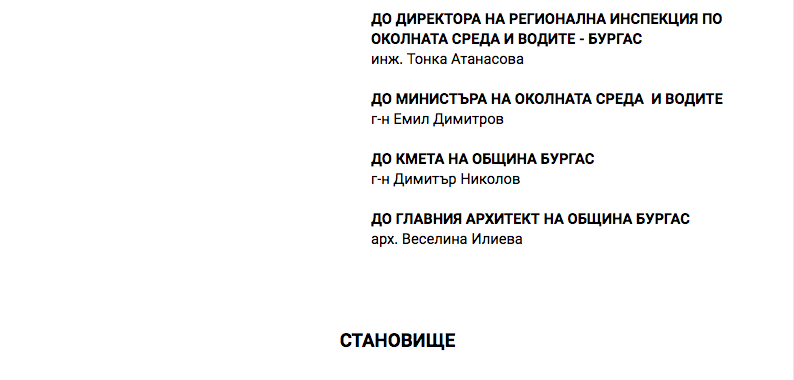 ДО ДИРЕКТОРА НА РЕГИОНАЛНА ИНСПЕКЦИЯ ПО
ОКОЛНАТА СРЕДА И ВОДИТЕ - БУРГАС
инж. Тонка Атанасова
ДО МИНИСТЪРА НА ОКОЛНАТА СРЕДА И ВОДИТЕ
г-н Емил Димитров
ДО КМЕТА НА ОБЩИНА БУРГАС
г-н Димитър Николов
ДО ГЛАВНИЯ АРХИТЕКТ НА ОБЩИНА БУРГАС
арх. Веселина Илиева
СТАНОВИЩЕ